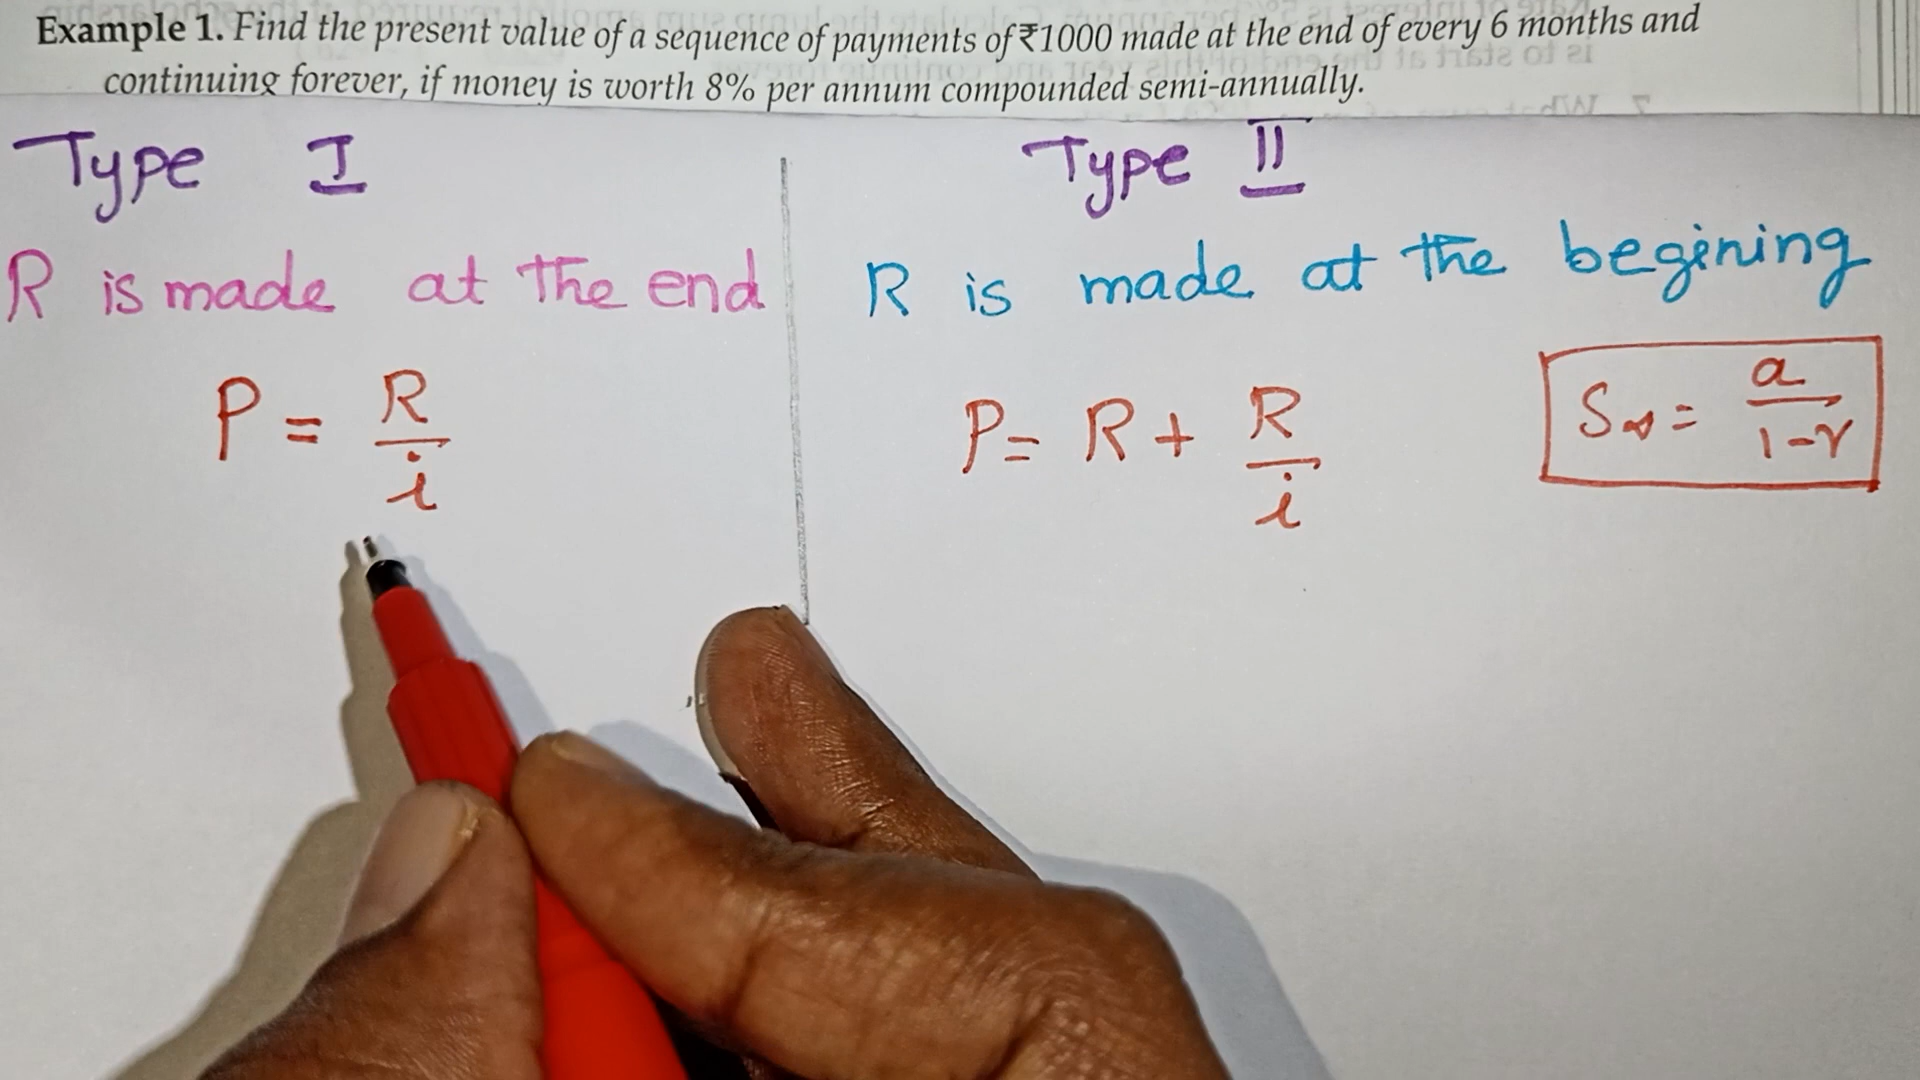 Example 1. Find the present value of a sequence of payments of ₹1000 made at the end of every 6 months and
continuing forever, if money is worth 8% per annum compounded semi-annually.
Type I
R is made at the end
P = R/i
Type II
R is made at the begining
P = R + R/i
S∞ = a/1-r